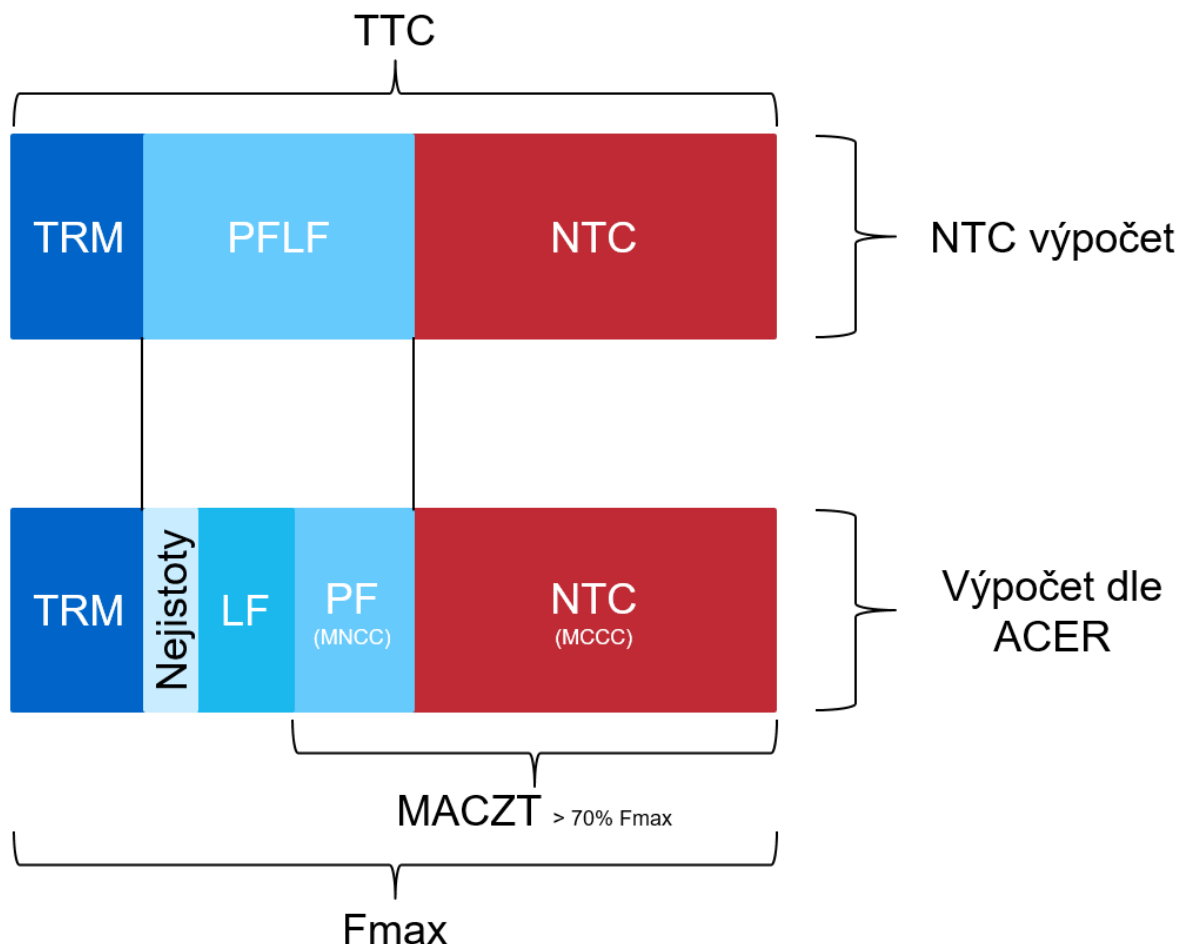 TTC
TRM
PFLF
NTC
NTC výpočet
TRM
Nejistoty
LF
PF
(MNCC)
NTC
(MCCC)
Výpočet dle
ACER
MACZT > 70% Fmax
Fmax